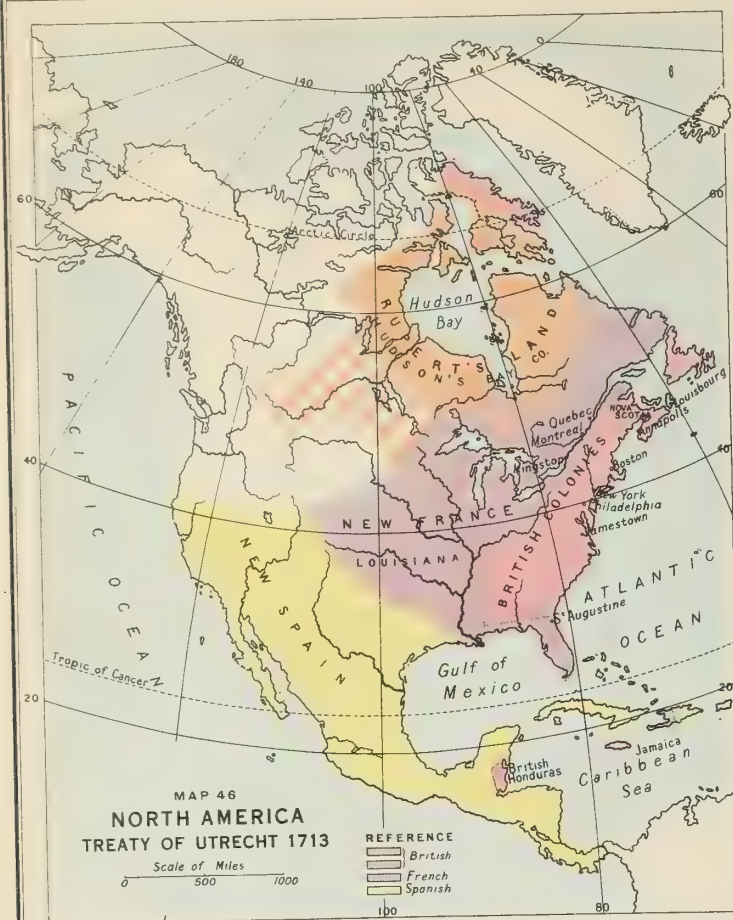 180
140
100
40
0
60
60
Arctic Circle
Hudson
Bay
RUPERT'S LAND
HUDSON'S BAY CO.
Quebec
Montreal
Kingston
NOVA
SCOTIA
Louisbourg
Annapolis
Boston
40
40
New York
Philadelphia
Jamestown
NEW FRANCE
LOUISIANA
BRITISH COLONIES
NEW SPAIN
PACIFIC OCEAN
ATLANTIC
OCEAN
St Augustine
Gulf of
Mexico
Tropic of Cancer
20
20
Jamaica
British
Honduras
Caribbean
Sea
MAP 46
NORTH AMERICA
TREATY OF UTRECHT 1713
Scale of Miles
0 500 1000
REFERENCE
British
French
Spanish
100
80